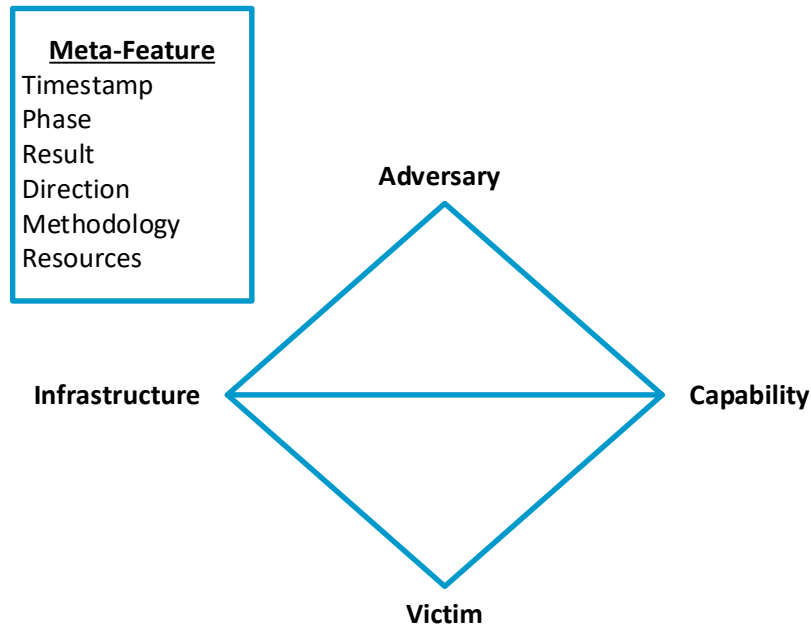 Meta-Feature
Timestamp
Phase
Result
Direction
Methodology
Resources
Adversary
Infrastructure
Capability
Victim